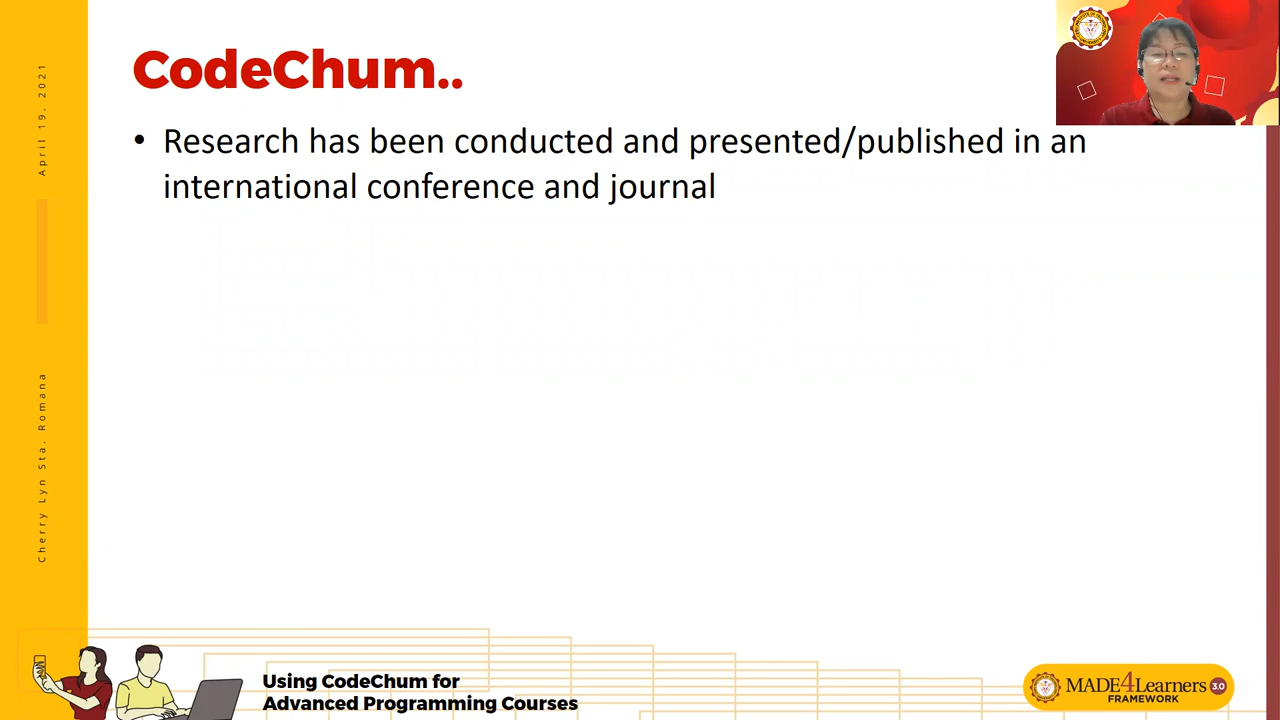 CodeChum..
• Research has been conducted and presented/published in an
international conference and journal
April 19, 2021
Cherry Lyn Sta. Romana
Using CodeChum for
Advanced Programming Courses
MADE4Learners 3.0
FRAMEWORK